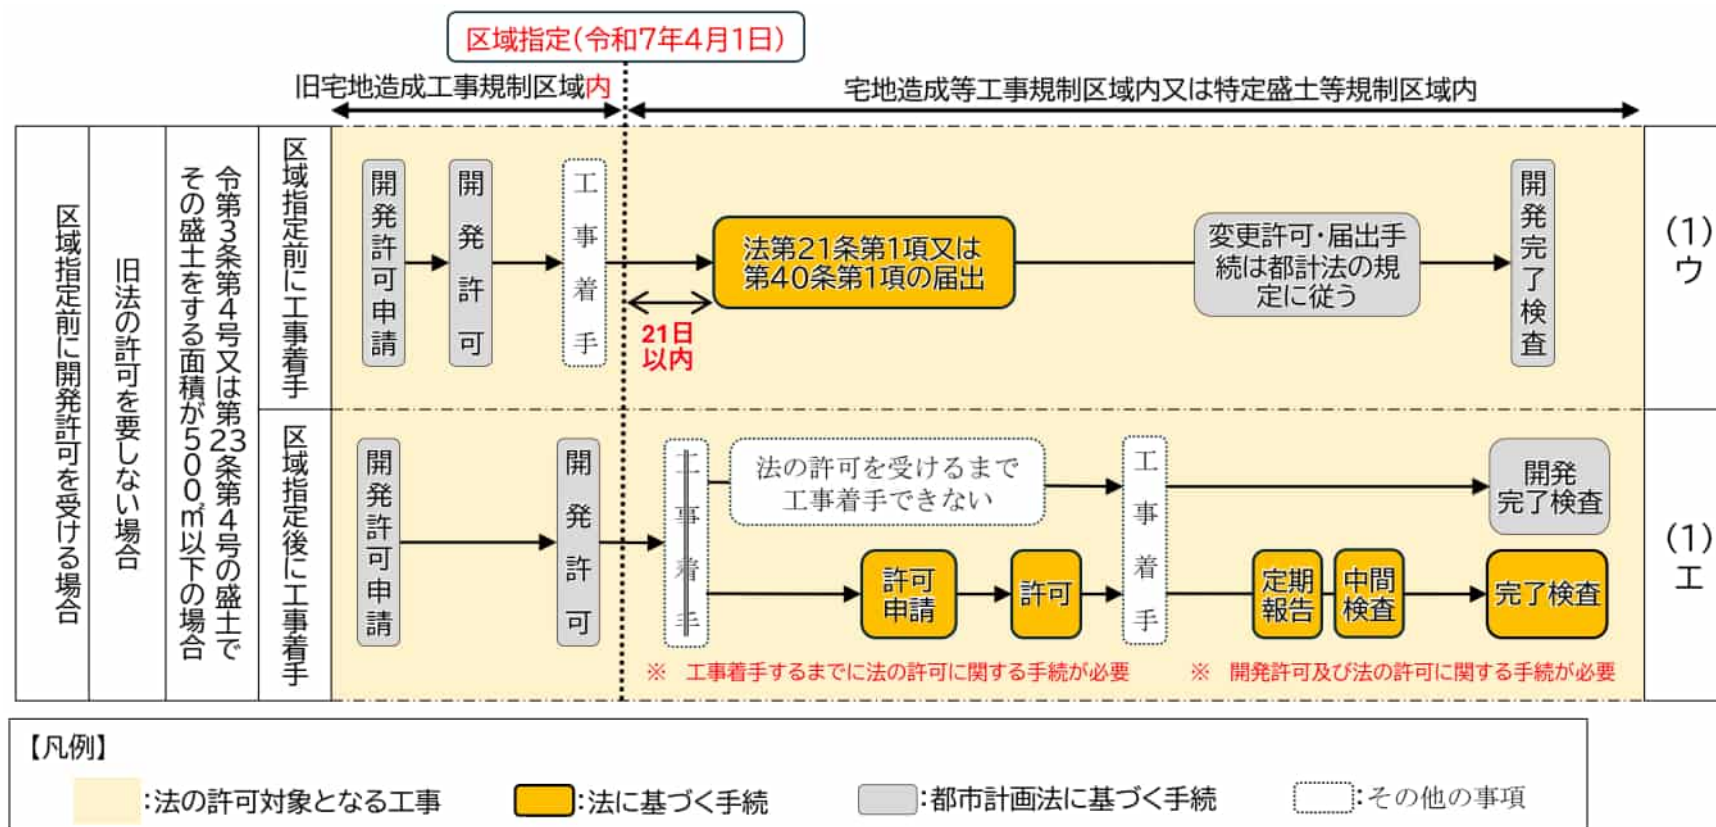 区域指定(令和7年4月1日)
旧宅地造成工事規制区域内
宅地造成等工事規制区域内又は特定盛土等規制区域内
区域指定前に開発許可を受ける場合
旧法の許可を要しない場合
令第3条第4号又は第23条第4号の盛土で
その盛土をする面積が500㎡以下の場合
区域指定前に工事着手
開発許可申請
開発許可
工事着手
21日
以内
法第21条第1項又は
第40条第1項の届出
変更許可・届出手
続は都計法の規
定に従う
開発完了検査
(1)
ウ
区域指定後に工事着手
開発許可申請
開発許可
工事着手
法の許可を受けるまで
工事着手できない
許可
申請
許可
工事着手
開発
完了検査
定期
報告
中間
検査
完了検査
※ 工事着手するまでに法の許可に関する手続が必要
※ 開発許可及び法の許可に関する手続が必要
(1)
エ
【凡例】
:法の許可対象となる工事
:法に基づく手続
:都市計画法に基づく手続
:その他の事項